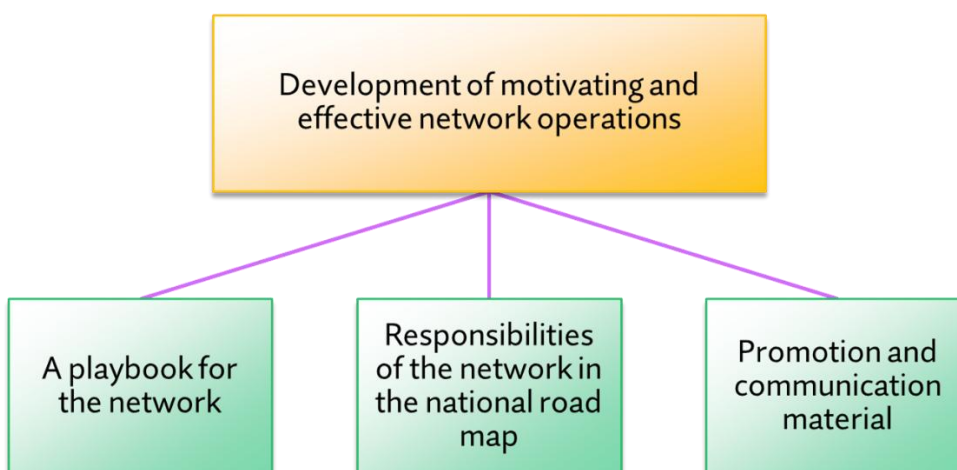 Development of motivating and
effective network operations
A playbook for
the network
Responsibilities
of the network in
the national road
map
Promotion and
communication
material